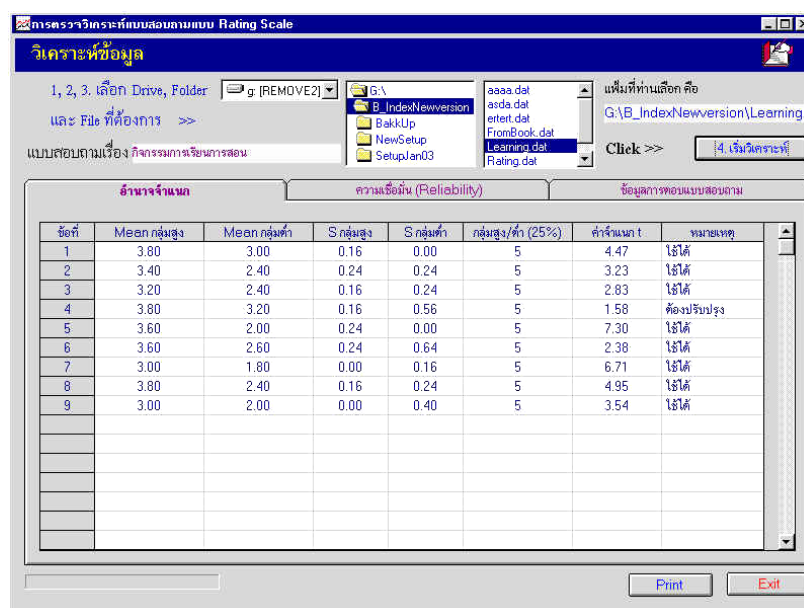 การตรวจวิเคราะห์แบบสอบถามแบบ Rating Scale
วิเคราะห์ข้อมูล
1, 2, 3. เลือก Drive, Folder
และ File ที่ต้องการ >>
แบบสอบถามเรื่อง กิจกรรมการเรียนการสอน
g: [REMOVE2]
G:\
B_IndexNewversion
BakkUp
NewSetup
SetupJan03
aaaa.dat
asda.dat
ertert.dat
FromBook.dat
Learning.dat
Rating.dat
แฟ้มที่ท่านเลือก คือ
G:\B_IndexNewversion\Learning
Click >> 4. เริ่มวิเคราะห์
อำนาจจำแนก ความเชื่อมั่น (Reliability) ข้อมูลการตอบแบบสอบถาม
ข้อที่ Mean กลุ่มสูง Mean กลุ่มต่ำ S กลุ่มสูง S กลุ่มต่ำ กลุ่มสูง/ต่ำ (25%) ค่าจำแนก t หมายเหตุ
1 3.80 3.00 0.16 0.00 5 4.47 ใช้ได้
2 3.40 2.40 0.24 0.24 5 3.23 ใช้ได้
3 3.20 2.40 0.16 0.24 5 2.83 ใช้ได้
4 3.80 3.20 0.16 0.56 5 1.58 ต้องปรับปรุง
5 3.60 2.00 0.24 0.00 5 7.30 ใช้ได้
6 3.60 2.60 0.24 0.64 5 2.38 ใช้ได้
7 3.00 1.80 0.00 0.16 5 6.71 ใช้ได้
8 3.80 2.40 0.16 0.24 5 4.95 ใช้ได้
9 3.00 2.00 0.00 0.40 5 3.54 ใช้ได้
Print Exit